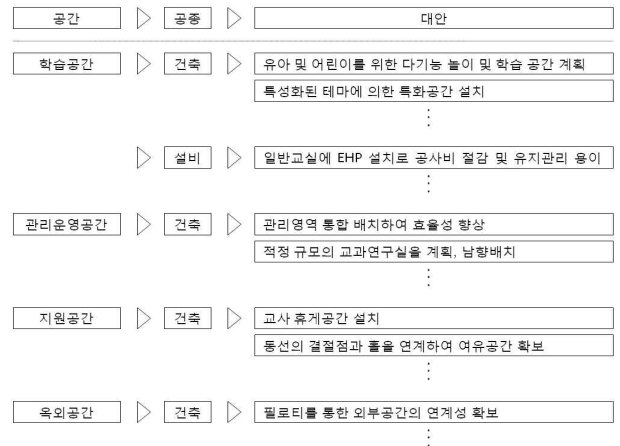 공간 공종 대안
학습공간 건축 유아 및 어린이를 위한 다기능 놀이 및 학습 공간 계획
특성화된 테마에 의한 특화공간 설치
설비 일반교실에 EHP 설치로 공사비 절감 및 유지관리 용이
관리운영공간 건축 관리영역 통합 배치하여 효율성 향상
적정 규모의 교과연구실을 계획, 남향배치
지원공간 건축 교사 휴게공간 설치
동선의 결절점과 홀을 연계하여 여유공간 확보
옥외공간 건축 필로티를 통한 외부공간의 연계성 확보